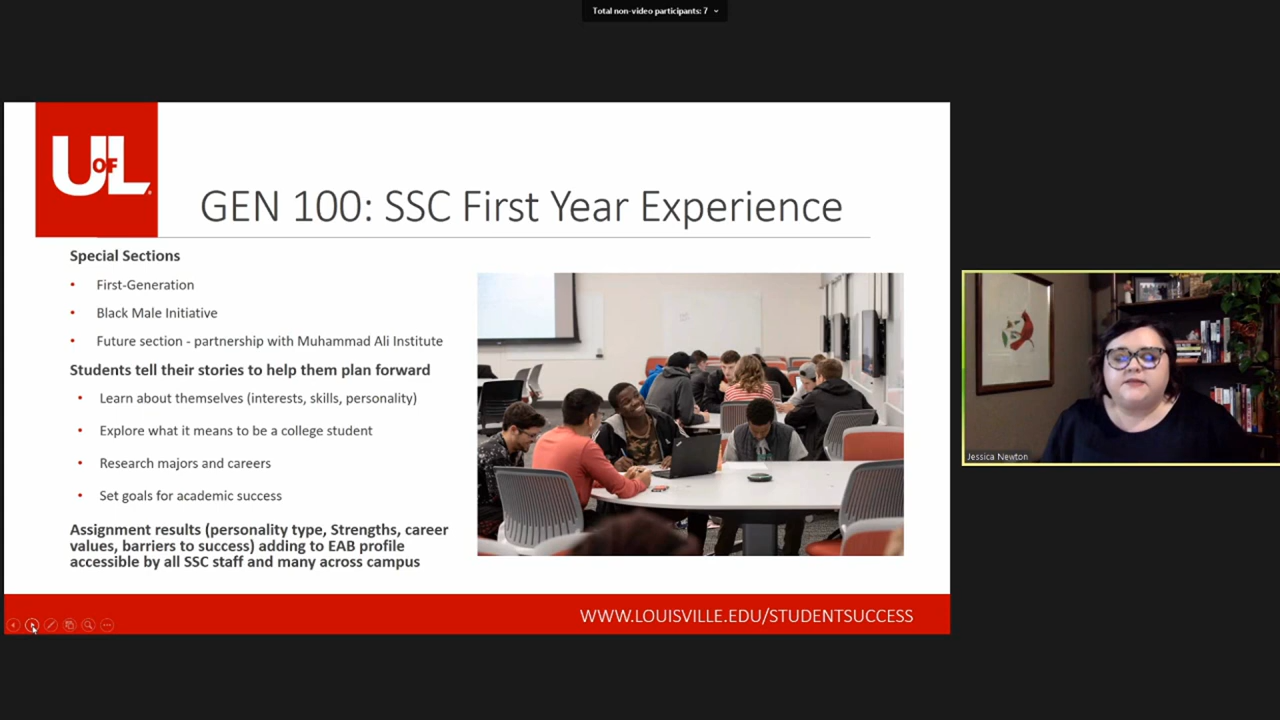 Total non-video participants: 7
UOFL
GEN 100: SSC First Year Experience
Special Sections
• First-Generation
• Black Male Initiative
• Future section - partnership with Muhammad Ali Institute
Students tell their stories to help them plan forward
• Learn about themselves (interests, skills, personality)
• Explore what it means to be a college student
• Research majors and careers
• Set goals for academic success
Assignment results (personality type, Strengths, career
values, barriers to success) adding to EAB profile
accessible by all SSC staff and many across campus
WWW.LOUISVILLE.EDU/STUDENTSUCCESS
Jessica Newton